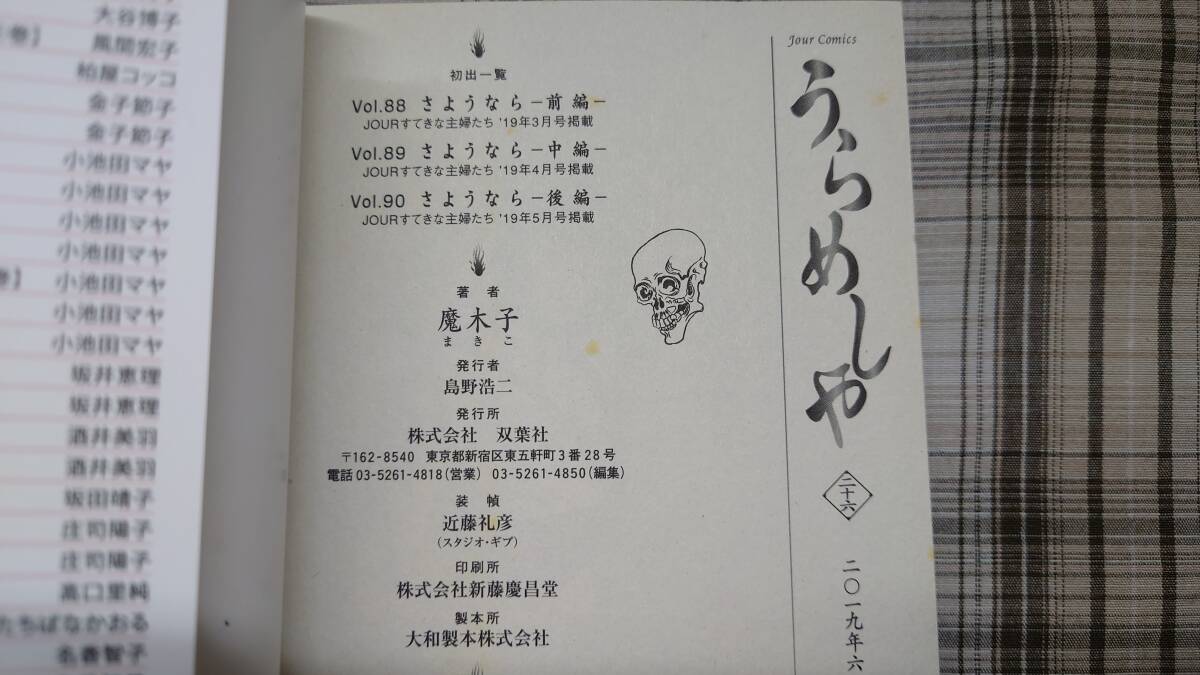 Jour Comics
うらめしや
二十六
二〇一九年六
初出一覧
Vol.88 さようなら－前編－
JOURすてきな主婦たち '19年3月号掲載
Vol.89 さようなら－中編－
JOURすてきな主婦たち '19年4月号掲載
Vol.90 さようなら－後編－
JOURすてきな主婦たち '19年5月号掲載
著者
魔木子
まきこ
発行者
島野浩二
発行所
株式会社 双葉社
〒162-8540 東京都新宿区東五軒町3番28号
電話03-5261-4818(営業) 03-5261-4850(編集)
装幀
近藤礼彦
(スタジオ・ギブ)
印刷所
株式会社新藤慶昌堂
製本所
大和製本株式会社
大谷博子
巻】
風間宏子
柏屋コッコ
金子節子
金子節子
小池田マヤ
小池田マヤ
小池田マヤ
小池田マヤ
巻】
小池田マヤ
小池田マヤ
小池田マヤ
坂井恵理
坂井恵理
酒井美羽
酒井美羽
坂田靖子
庄司陽子
庄司陽子
高口里純
たちばなかおる
名香智子